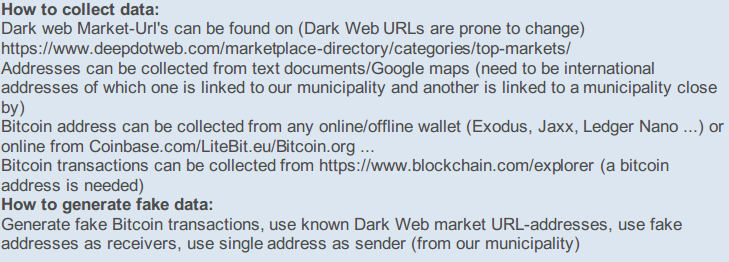 How to collect data:
Dark web Market-Url's can be found on (Dark Web URLs are prone to change)
https://www.deepdotweb.com/marketplace-directory/categories/top-markets/
Addresses can be collected from text documents/Google maps (need to be international
addresses of which one is linked to our municipality and another is linked to a municipality close
by)
Bitcoin address can be collected from any online/offline wallet (Exodus, Jaxx, Ledger Nano ...) or
online from Coinbase.com/LiteBit.eu/Bitcoin.org ...
Bitcoin transactions can be collected from https://www.blockchain.com/explorer (a bitcoin
address is needed)
How to generate fake data:
Generate fake Bitcoin transactions, use known Dark Web market URL-addresses, use fake
addresses as receivers, use single address as sender (from our municipality)